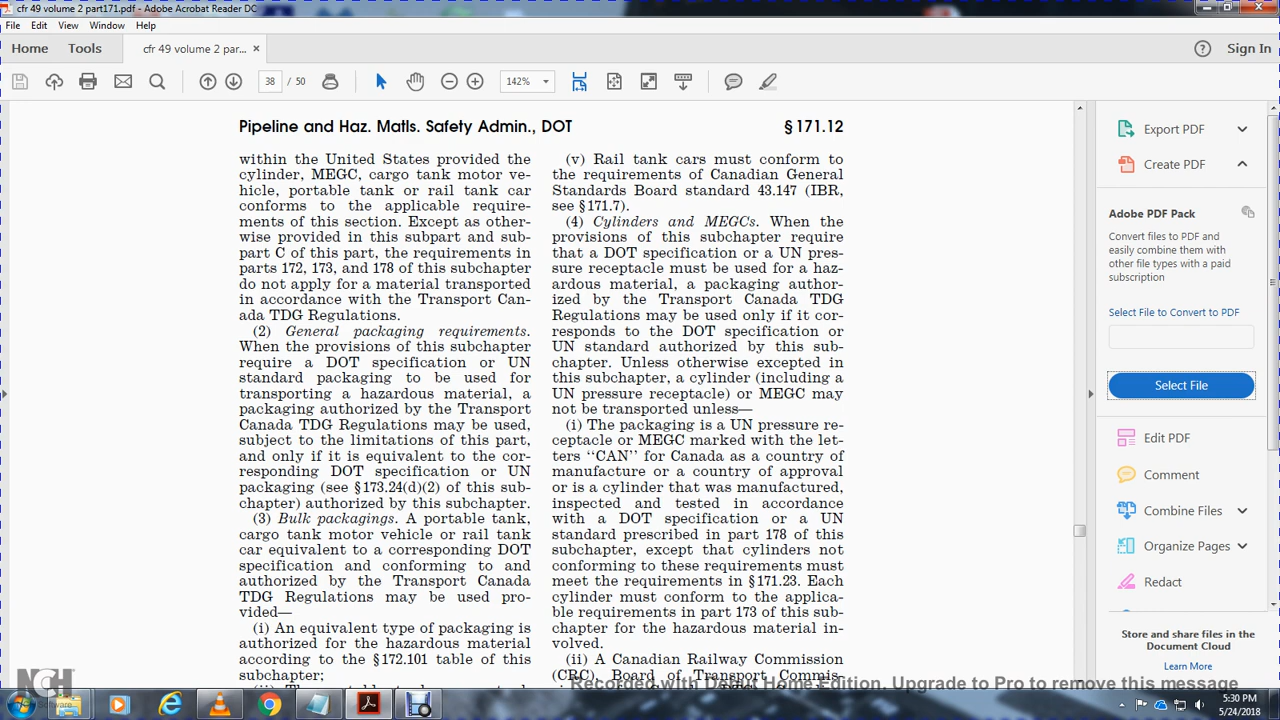 cfr 49 volume 2 part171.pdf - Adobe Acrobat Reader DC
File Edit View Window Help
Home Tools cfr 49 volume 2 par... × Sign In
38 / 50 142%
Pipeline and Haz. Matls. Safety Admin., DOT § 171.12
within the United States provided the
cylinder, MEGC, cargo tank motor ve-
hicle, portable tank or rail tank car
conforms to the applicable require-
ments of this section. Except as other-
wise provided in this subpart and sub-
part C of this part, the requirements in
parts 172, 173, and 178 of this subchapter
do not apply for a material transported
in accordance with the Transport Can-
ada TDG Regulations.
(2) General packaging requirements.
When the provisions of this subchapter
require a DOT specification or UN
standard packaging to be used for
transporting a hazardous material, a
packaging authorized by the Transport
Canada TDG Regulations may be used,
subject to the limitations of this part,
and only if it is equivalent to the cor-
responding DOT specification or UN
packaging (see § 173.24(d)(2) of this sub-
chapter) authorized by this subchapter.
(3) Bulk packagings. A portable tank,
cargo tank motor vehicle or rail tank
car equivalent to a corresponding DOT
specification and conforming to and
authorized by the Transport Canada
TDG Regulations may be used pro-
vided—
(i) An equivalent type of packaging is
authorized for the hazardous material
according to the § 172.101 table of this
subchapter;
(v) Rail tank cars must conform to
the requirements of Canadian General
Standards Board standard 43.147 (IBR,
see § 171.7).
(4) Cylinders and MEGCs. When the
provisions of this subchapter require
that a DOT specification or a UN pres-
sure receptacle must be used for a haz-
ardous material, a packaging author-
ized by the Transport Canada TDG
Regulations may be used only if it cor-
responds to the DOT specification or
UN standard authorized by this sub-
chapter. Unless otherwise excepted in
this subchapter, a cylinder (including a
UN pressure receptacle) or MEGC may
not be transported unless—
(i) The packaging is a UN pressure re-
ceptacle or MEGC marked with the let-
ters ‘‘CAN’’ for Canada as a country of
manufacture or a country of approval
or is a cylinder that was manufactured,
inspected and tested in accordance
with a DOT specification or a UN
standard prescribed in part 178 of this
subchapter, except that cylinders not
conforming to these requirements must
meet the requirements in § 171.23. Each
cylinder must conform to the applica-
ble requirements in part 173 of this sub-
chapter for the hazardous material in-
volved.
(ii) A Canadian Railway Commission
(CRC), Board of Transport Commis-
Export PDF
Create PDF
Adobe PDF Pack
Convert files to PDF and
easily combine them with
other file types with a paid
subscription
Select File to Convert to PDF
Select File
Edit PDF
Comment
Combine Files
Organize Pages
Redact
Store and share files in the
Document Cloud
Learn More
NCH
Recorded with Debut Home Edition. Upgrade to Pro to remove this message
5:30 PM
5/24/2018